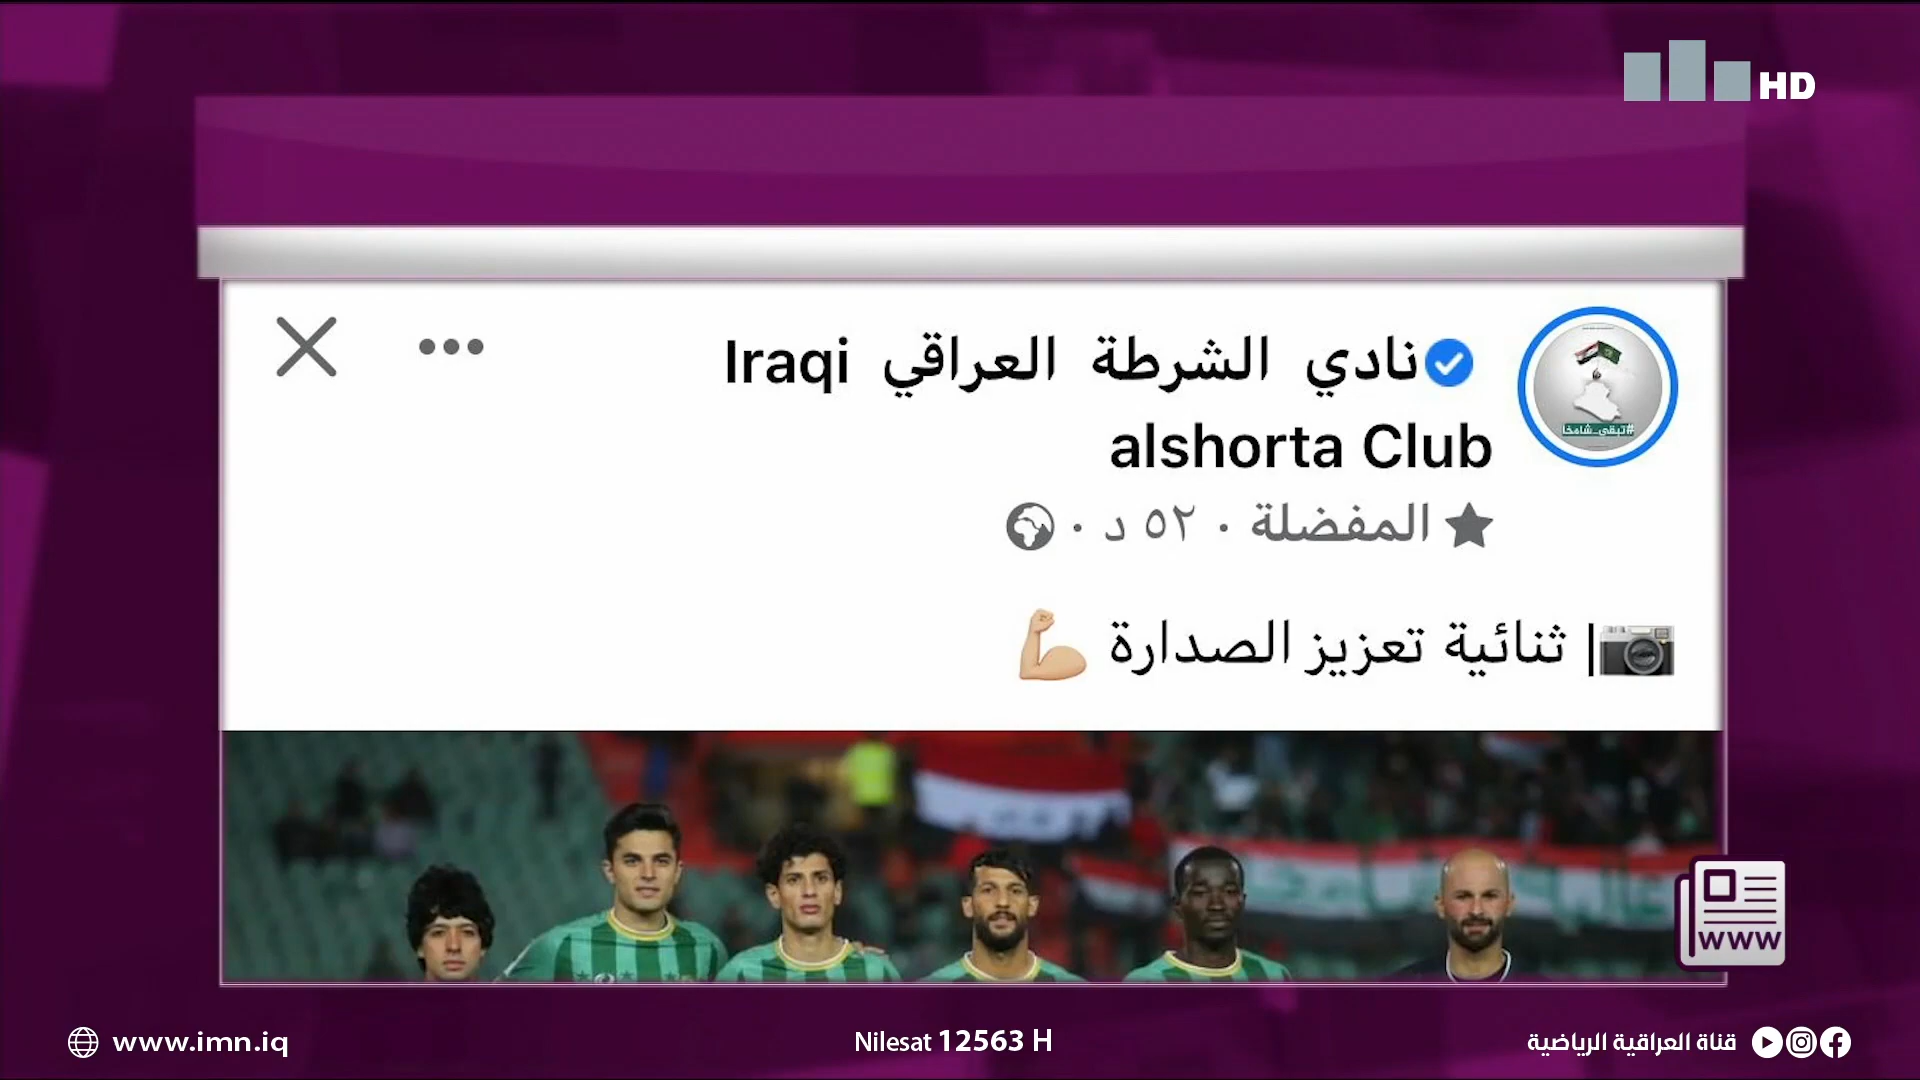 HD
نادي الشرطة العراقي Iraqi
alshorta Club
المفضلة · ٥٢ د ·
#تبقى_شامخا
| ثنائية تعزيز الصدارة
www
www.imn.iq
Nilesat 12563 H
قناة العراقية الرياضية